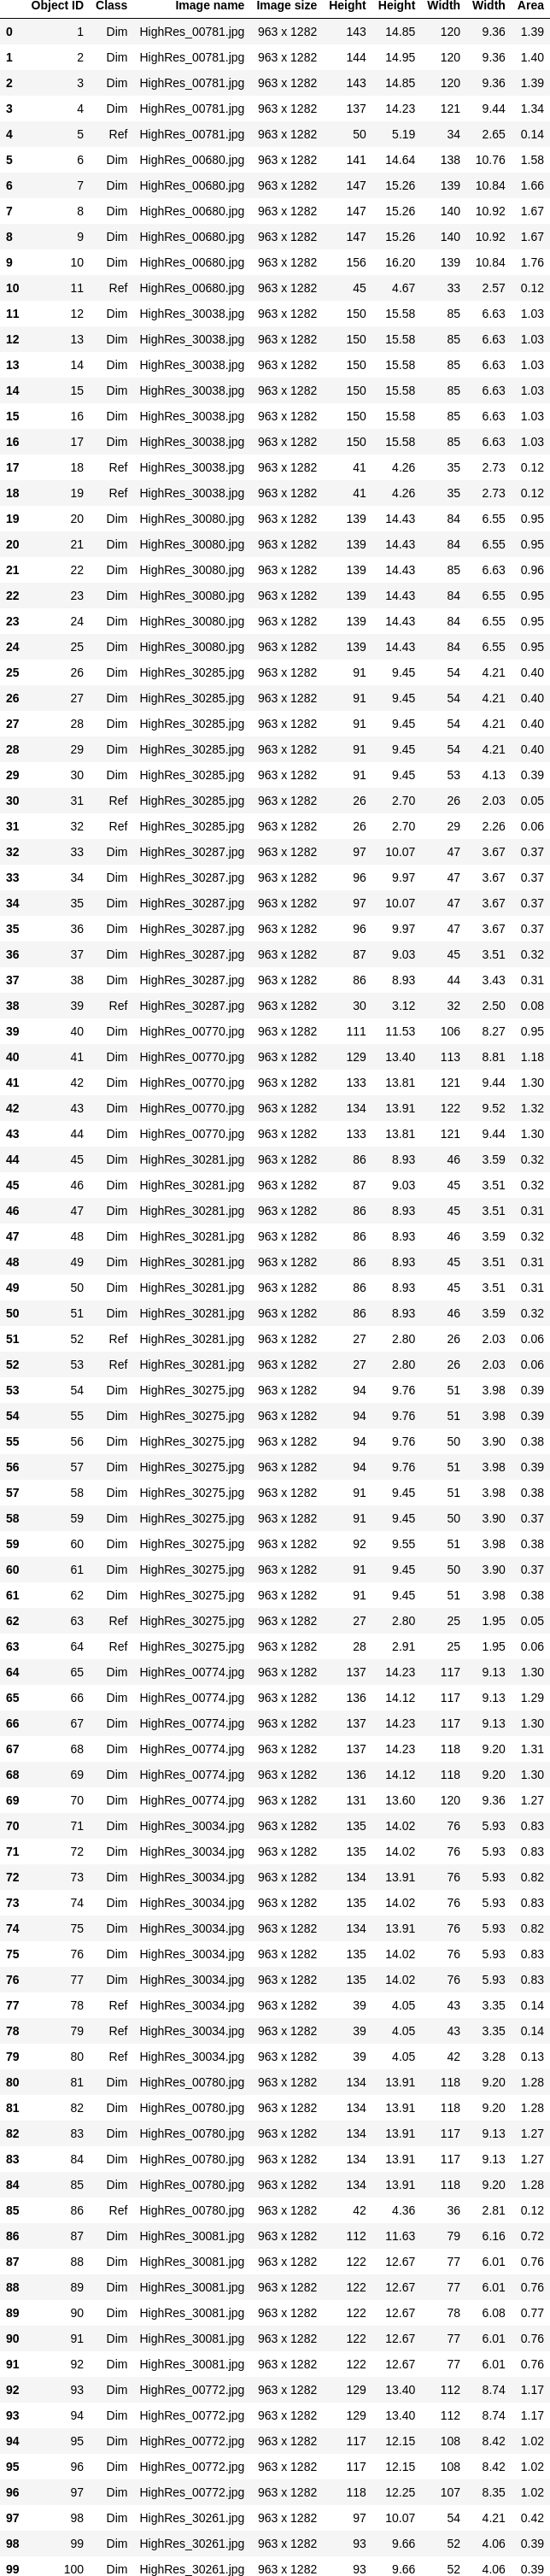 Object ID Class Image name Image size Height Height Width Width Area
0 1 Dim HighRes_00781.jpg 963 x 1282 143 14.85 120 9.36 1.39
1 2 Dim HighRes_00781.jpg 963 x 1282 144 14.95 120 9.36 1.40
2 3 Dim HighRes_00781.jpg 963 x 1282 143 14.85 120 9.36 1.39
3 4 Dim HighRes_00781.jpg 963 x 1282 137 14.23 121 9.44 1.34
4 5 Ref HighRes_00781.jpg 963 x 1282 50 5.19 34 2.65 0.14
5 6 Dim HighRes_00680.jpg 963 x 1282 141 14.64 138 10.76 1.58
6 7 Dim HighRes_00680.jpg 963 x 1282 147 15.26 139 10.84 1.66
7 8 Dim HighRes_00680.jpg 963 x 1282 147 15.26 140 10.92 1.67
8 9 Dim HighRes_00680.jpg 963 x 1282 147 15.26 140 10.92 1.67
9 10 Dim HighRes_00680.jpg 963 x 1282 156 16.20 139 10.84 1.76
10 11 Ref HighRes_00680.jpg 963 x 1282 45 4.67 33 2.57 0.12
11 12 Dim HighRes_30038.jpg 963 x 1282 150 15.58 85 6.63 1.03
12 13 Dim HighRes_30038.jpg 963 x 1282 150 15.58 85 6.63 1.03
13 14 Dim HighRes_30038.jpg 963 x 1282 150 15.58 85 6.63 1.03
14 15 Dim HighRes_30038.jpg 963 x 1282 150 15.58 85 6.63 1.03
15 16 Dim HighRes_30038.jpg 963 x 1282 150 15.58 85 6.63 1.03
16 17 Dim HighRes_30038.jpg 963 x 1282 150 15.58 85 6.63 1.03
17 18 Ref HighRes_30038.jpg 963 x 1282 41 4.26 35 2.73 0.12
18 19 Ref HighRes_30038.jpg 963 x 1282 41 4.26 35 2.73 0.12
19 20 Dim HighRes_30080.jpg 963 x 1282 139 14.43 84 6.55 0.95
20 21 Dim HighRes_30080.jpg 963 x 1282 139 14.43 84 6.55 0.95
21 22 Dim HighRes_30080.jpg 963 x 1282 139 14.43 85 6.63 0.96
22 23 Dim HighRes_30080.jpg 963 x 1282 139 14.43 84 6.55 0.95
23 24 Dim HighRes_30080.jpg 963 x 1282 139 14.43 84 6.55 0.95
24 25 Dim HighRes_30080.jpg 963 x 1282 139 14.43 84 6.55 0.95
25 26 Dim HighRes_30285.jpg 963 x 1282 91 9.45 54 4.21 0.40
26 27 Dim HighRes_30285.jpg 963 x 1282 91 9.45 54 4.21 0.40
27 28 Dim HighRes_30285.jpg 963 x 1282 91 9.45 54 4.21 0.40
28 29 Dim HighRes_30285.jpg 963 x 1282 91 9.45 54 4.21 0.40
29 30 Dim HighRes_30285.jpg 963 x 1282 91 9.45 53 4.13 0.39
30 31 Ref HighRes_30285.jpg 963 x 1282 26 2.70 26 2.03 0.05
31 32 Ref HighRes_30285.jpg 963 x 1282 26 2.70 29 2.26 0.06
32 33 Dim HighRes_30287.jpg 963 x 1282 97 10.07 47 3.67 0.37
33 34 Dim HighRes_30287.jpg 963 x 1282 96 9.97 47 3.67 0.37
34 35 Dim HighRes_30287.jpg 963 x 1282 97 10.07 47 3.67 0.37
35 36 Dim HighRes_30287.jpg 963 x 1282 96 9.97 47 3.67 0.37
36 37 Dim HighRes_30287.jpg 963 x 1282 87 9.03 45 3.51 0.32
37 38 Dim HighRes_30287.jpg 963 x 1282 86 8.93 44 3.43 0.31
38 39 Ref HighRes_30287.jpg 963 x 1282 30 3.12 32 2.50 0.08
39 40 Dim HighRes_00770.jpg 963 x 1282 111 11.53 106 8.27 0.95
40 41 Dim HighRes_00770.jpg 963 x 1282 129 13.40 113 8.81 1.18
41 42 Dim HighRes_00770.jpg 963 x 1282 133 13.81 121 9.44 1.30
42 43 Dim HighRes_00770.jpg 963 x 1282 134 13.91 122 9.52 1.32
43 44 Dim HighRes_00770.jpg 963 x 1282 133 13.81 121 9.44 1.30
44 45 Dim HighRes_30281.jpg 963 x 1282 86 8.93 46 3.59 0.32
45 46 Dim HighRes_30281.jpg 963 x 1282 87 9.03 45 3.51 0.32
46 47 Dim HighRes_30281.jpg 963 x 1282 86 8.93 45 3.51 0.31
47 48 Dim HighRes_30281.jpg 963 x 1282 86 8.93 46 3.59 0.32
48 49 Dim HighRes_30281.jpg 963 x 1282 86 8.93 45 3.51 0.31
49 50 Dim HighRes_30281.jpg 963 x 1282 86 8.93 45 3.51 0.31
50 51 Dim HighRes_30281.jpg 963 x 1282 86 8.93 46 3.59 0.32
51 52 Ref HighRes_30281.jpg 963 x 1282 27 2.80 26 2.03 0.06
52 53 Ref HighRes_30281.jpg 963 x 1282 27 2.80 26 2.03 0.06
53 54 Dim HighRes_30275.jpg 963 x 1282 94 9.76 51 3.98 0.39
54 55 Dim HighRes_30275.jpg 963 x 1282 94 9.76 51 3.98 0.39
55 56 Dim HighRes_30275.jpg 963 x 1282 94 9.76 50 3.90 0.38
56 57 Dim HighRes_30275.jpg 963 x 1282 94 9.76 51 3.98 0.39
57 58 Dim HighRes_30275.jpg 963 x 1282 91 9.45 51 3.98 0.38
58 59 Dim HighRes_30275.jpg 963 x 1282 91 9.45 50 3.90 0.37
59 60 Dim HighRes_30275.jpg 963 x 1282 92 9.55 51 3.98 0.38
60 61 Dim HighRes_30275.jpg 963 x 1282 91 9.45 50 3.90 0.37
61 62 Dim HighRes_30275.jpg 963 x 1282 91 9.45 51 3.98 0.38
62 63 Ref HighRes_30275.jpg 963 x 1282 27 2.80 25 1.95 0.05
63 64 Ref HighRes_30275.jpg 963 x 1282 28 2.91 25 1.95 0.06
64 65 Dim HighRes_00774.jpg 963 x 1282 137 14.23 117 9.13 1.30
65 66 Dim HighRes_00774.jpg 963 x 1282 136 14.12 117 9.13 1.29
66 67 Dim HighRes_00774.jpg 963 x 1282 137 14.23 117 9.13 1.30
67 68 Dim HighRes_00774.jpg 963 x 1282 137 14.23 118 9.20 1.31
68 69 Dim HighRes_00774.jpg 963 x 1282 136 14.12 118 9.20 1.30
69 70 Dim HighRes_00774.jpg 963 x 1282 131 13.60 120 9.36 1.27
70 71 Dim HighRes_30034.jpg 963 x 1282 135 14.02 76 5.93 0.83
71 72 Dim HighRes_30034.jpg 963 x 1282 135 14.02 76 5.93 0.83
72 73 Dim HighRes_30034.jpg 963 x 1282 134 13.91 76 5.93 0.82
73 74 Dim HighRes_30034.jpg 963 x 1282 135 14.02 76 5.93 0.83
74 75 Dim HighRes_30034.jpg 963 x 1282 134 13.91 76 5.93 0.82
75 76 Dim HighRes_30034.jpg 963 x 1282 135 14.02 76 5.93 0.83
76 77 Dim HighRes_30034.jpg 963 x 1282 135 14.02 76 5.93 0.83
77 78 Ref HighRes_30034.jpg 963 x 1282 39 4.05 43 3.35 0.14
78 79 Ref HighRes_30034.jpg 963 x 1282 39 4.05 43 3.35 0.14
79 80 Ref HighRes_30034.jpg 963 x 1282 39 4.05 42 3.28 0.13
80 81 Dim HighRes_00780.jpg 963 x 1282 134 13.91 118 9.20 1.28
81 82 Dim HighRes_00780.jpg 963 x 1282 134 13.91 118 9.20 1.28
82 83 Dim HighRes_00780.jpg 963 x 1282 134 13.91 117 9.13 1.27
83 84 Dim HighRes_00780.jpg 963 x 1282 134 13.91 117 9.13 1.27
84 85 Dim HighRes_00780.jpg 963 x 1282 134 13.91 118 9.20 1.28
85 86 Ref HighRes_00780.jpg 963 x 1282 42 4.36 36 2.81 0.12
86 87 Dim HighRes_30081.jpg 963 x 1282 112 11.63 79 6.16 0.72
87 88 Dim HighRes_30081.jpg 963 x 1282 122 12.67 77 6.01 0.76
88 89 Dim HighRes_30081.jpg 963 x 1282 122 12.67 77 6.01 0.76
89 90 Dim HighRes_30081.jpg 963 x 1282 122 12.67 78 6.08 0.77
90 91 Dim HighRes_30081.jpg 963 x 1282 122 12.67 77 6.01 0.76
91 92 Dim HighRes_30081.jpg 963 x 1282 122 12.67 77 6.01 0.76
92 93 Dim HighRes_00772.jpg 963 x 1282 129 13.40 112 8.74 1.17
93 94 Dim HighRes_00772.jpg 963 x 1282 129 13.40 112 8.74 1.17
94 95 Dim HighRes_00772.jpg 963 x 1282 117 12.15 108 8.42 1.02
95 96 Dim HighRes_00772.jpg 963 x 1282 117 12.15 108 8.42 1.02
96 97 Dim HighRes_00772.jpg 963 x 1282 118 12.25 107 8.35 1.02
97 98 Dim HighRes_30261.jpg 963 x 1282 97 10.07 54 4.21 0.42
98 99 Dim HighRes_30261.jpg 963 x 1282 93 9.66 52 4.06 0.39
99 100 Dim HighRes_30261.jpg 963 x 1282 93 9.66 52 4.06 0.39